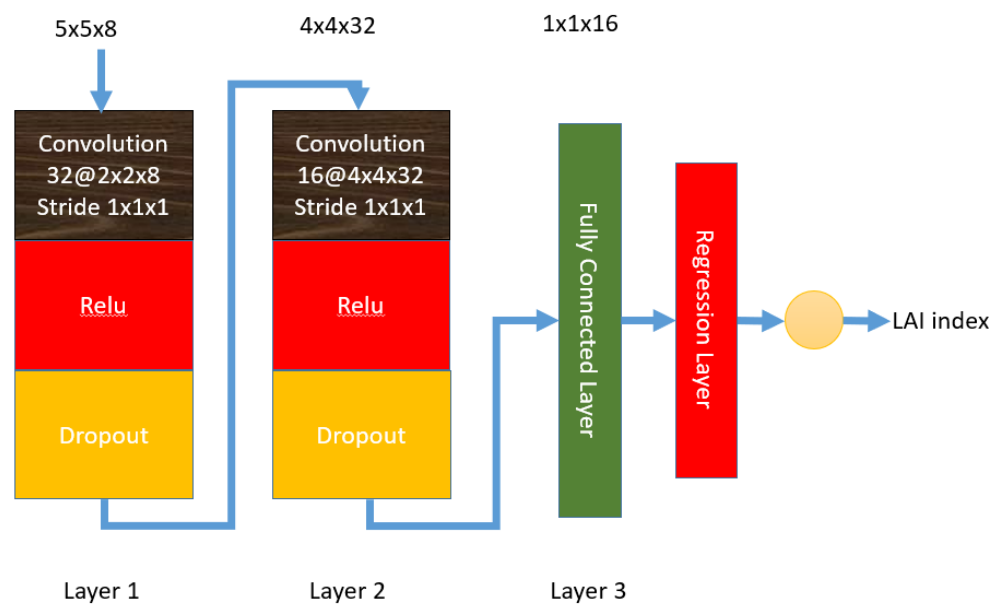 5x5x8
4x4x32
1x1x16
Convolution
32@2x2x8
Stride 1x1x1
Relu
Dropout
Convolution
16@4x4x32
Stride 1x1x1
Relu
Dropout
Fully Connected Layer
Regression Layer
LAI index
Layer 1
Layer 2
Layer 3